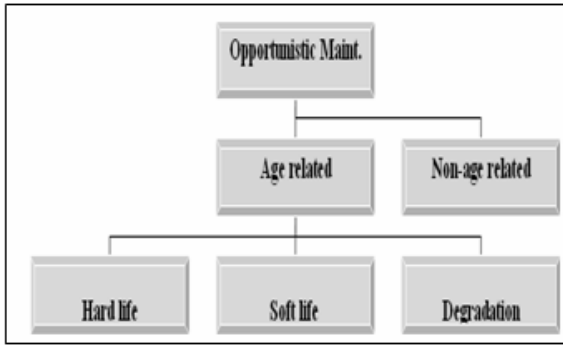 Opportunistic Maint.
Age related
Non-age related
Hard life
Soft life
Degradation